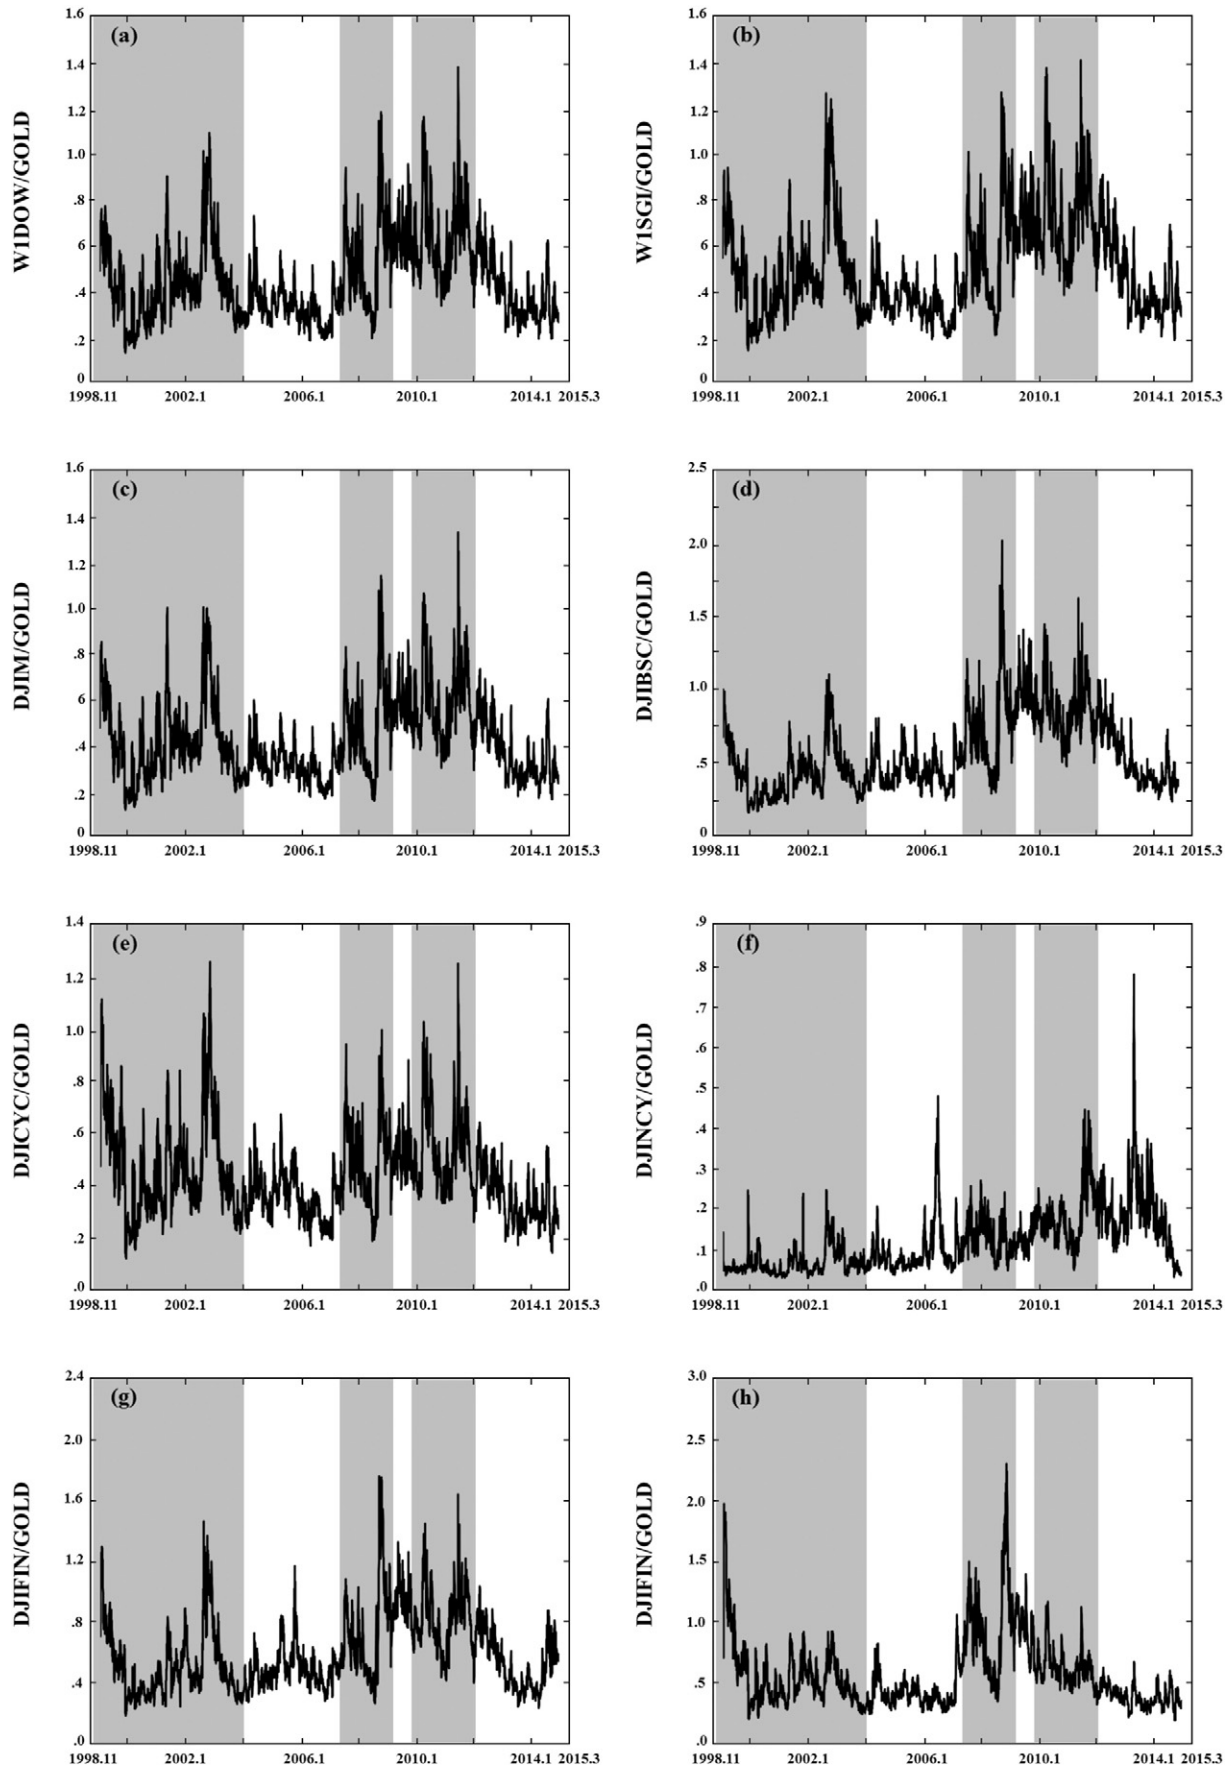 (a)
W1DOW/GOLD
1.6
1.4
1.2
1.0
.8
6
.4
.2
0
1998.11 2002.1 2006.1 2010.1 2014.1 2015.3
(b)
W1SGI/GOLD
1.6
1.4
1.2
1.0
.8
6
.4
.2
0
1998.11 2002.1 2006.1 2010.1 2014.1 2015.3
(c)
DJIM/GOLD
1.6
1.4
1.2
1.0
.8
6
.4
.2
0
1998.11 2002.1 2006.1 2010.1 2014.1 2015.3
(d)
DJIBSC/GOLD
2.5
2.0
1.5
1.0
.5
0
1998.11 2002.1 2006.1 2010.1 2014.1 2015.3
(e)
DJICYC/GOLD
1.4
1.2
1.0
.8
.6
.4
.2
.0
1998.11 2002.1 2006.1 2010.1 2014.1 2015.3
(f)
DJINCY/GOLD
.9
.8
.7
.6
.5
.4
.3
.2
.1
.0
1998.11 2002.1 2006.1 2010.1 2014.1 2015.3
(g)
DJIFIN/GOLD
2.4
2.0
1.6
1.2
.8
.4
.0
1998.11 2002.1 2006.1 2010.1 2014.1 2015.3
(h)
DJIFIN/GOLD
3.0
2.5
2.0
1.5
1.0
.5
.0
1998.11 2002.1 2006.1 2010.1 2014.1 2015.3